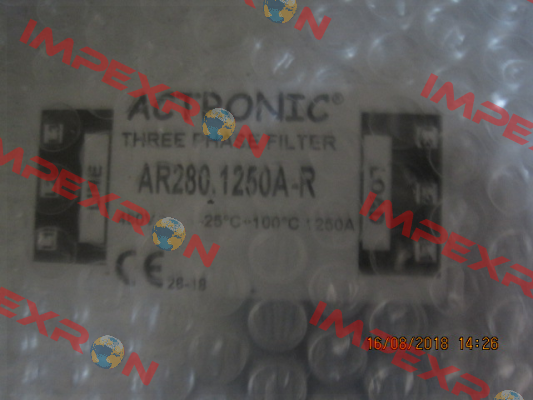 ACTRONIC®
THREE PHASE FILTER
AR280.1250A-R
-25°C~100°C 1250A
LINE
CE
26-18
16/08/2018 14:26
IMPEXRON
IMPEXRON
IMPEXRON
IMPEXRON
IMPEXRON
IMPEXRON